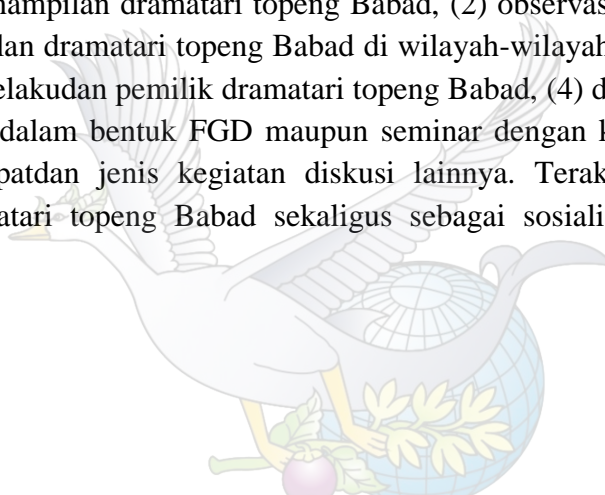 nampilan dramatari topeng Babad, (2) observas
lan dramatari topeng Babad di wilayah-wilayah
elakudan pemilik dramatari topeng Babad, (4) d
dalam bentuk FGD maupun seminar dengan k
patdan jenis kegiatan diskusi lainnya. Terak
atari topeng Babad sekaligus sebagai sosiali